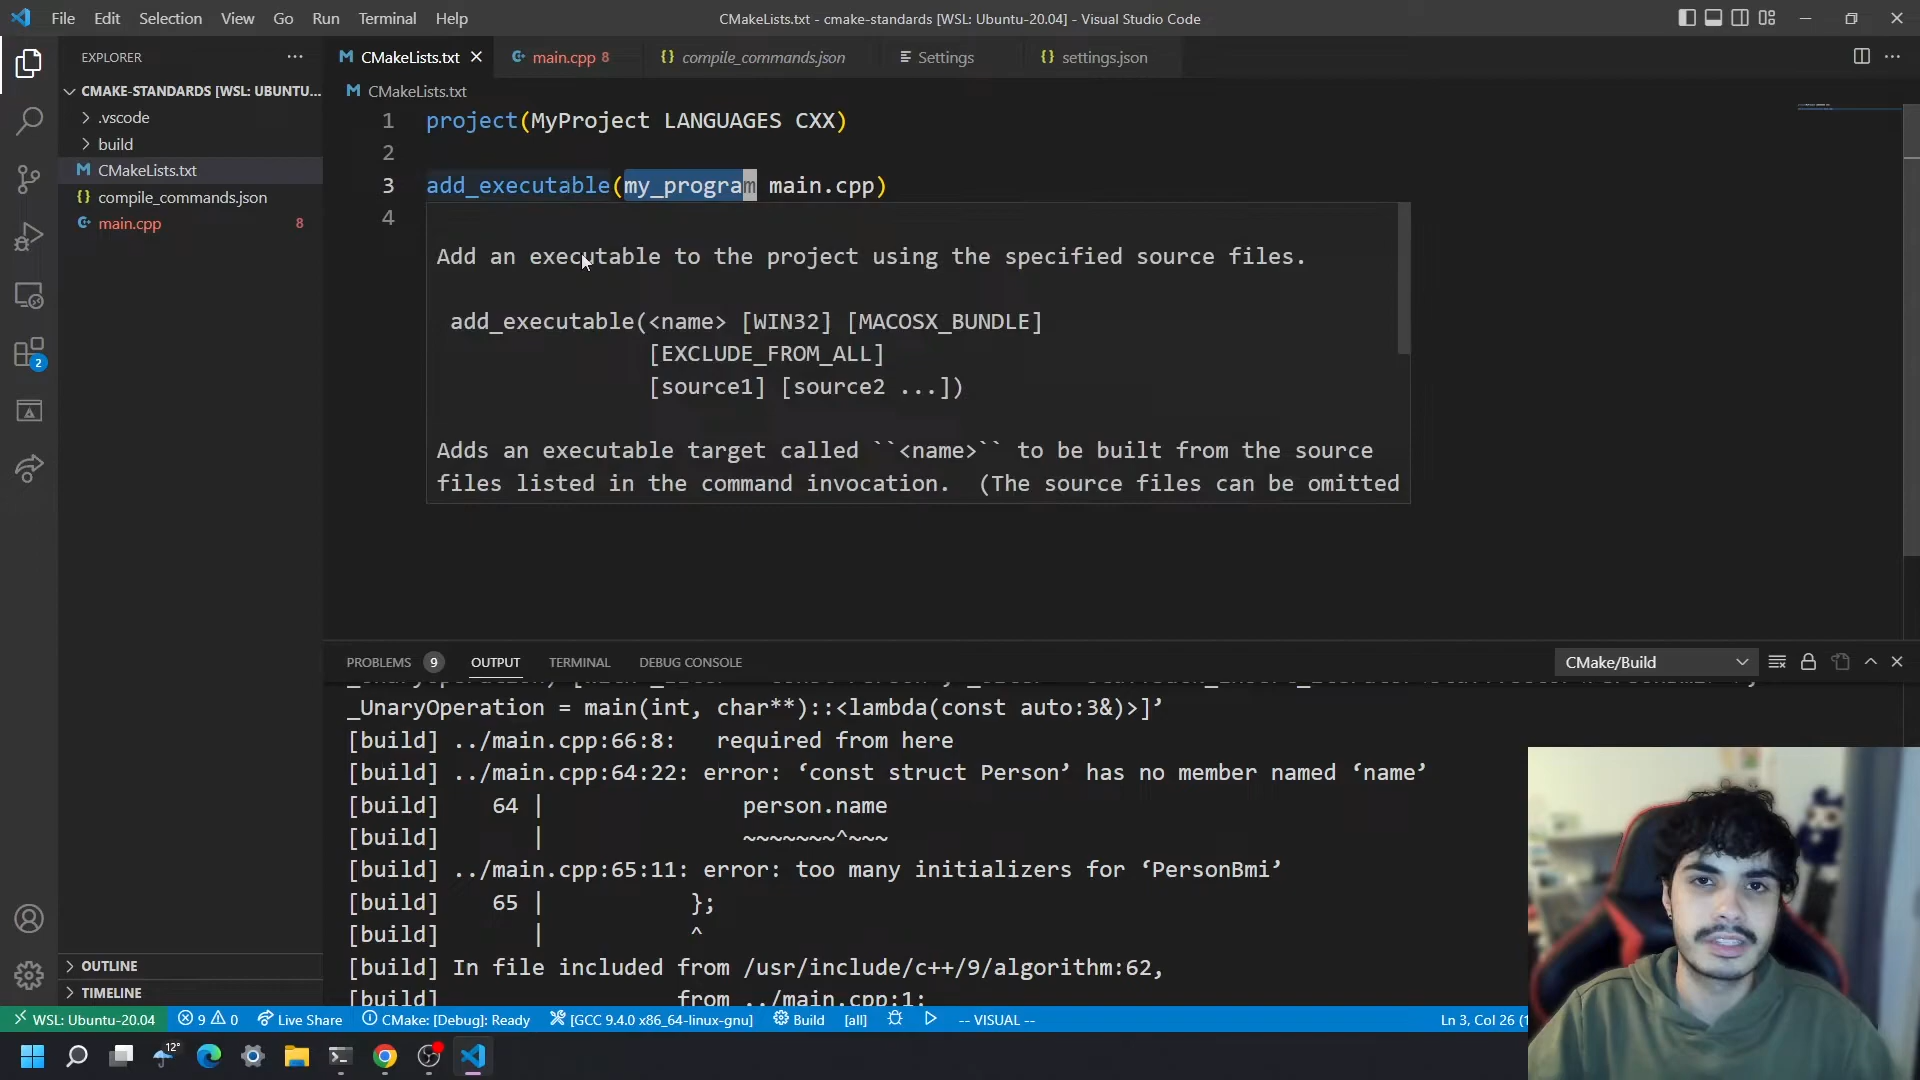 File Edit Selection View Go Run Terminal Help
CMakeLists.txt - cmake-standards [WSL: Ubuntu-20.04] - Visual Studio Code
EXPLORER
CMakeLists.txt
main.cpp 8
compile_commands.json
Settings
settings.json
CMAKE-STANDARDS [WSL: UBUNTU...
.vscode
build
CMakeLists.txt
compile_commands.json
main.cpp 8
CMakeLists.txt
1 project(MyProject LANGUAGES CXX)
2
3 add_executable(my_program main.cpp)
4
Add an executable to the project using the specified source files.
add_executable(<name> [WIN32] [MACOSX_BUNDLE]
[EXCLUDE_FROM_ALL]
[source1] [source2 ...])
Adds an executable target called ``<name>`` to be built from the source
files listed in the command invocation.  (The source files can be omitted
2
PROBLEMS 9 OUTPUT TERMINAL DEBUG CONSOLE
CMake/Build
_UnaryOperation = main(int, char**)::<lambda(const auto:3&)>]’
[build] ../main.cpp:66:8:   required from here
[build] ../main.cpp:64:22: error: ‘const struct Person’ has no member named ‘name’
[build]    64 |                person.name
[build]       |                ~~~~~~~^~~~
[build] ../main.cpp:65:11: error: too many initializers for ‘PersonBmi’
[build]    65 |            };
[build]       |            ^
[build] In file included from /usr/include/c++/9/algorithm:62,
[build]                  from ../main.cpp:1:
OUTLINE
TIMELINE
WSL: Ubuntu-20.04 9 0 Live Share CMake: [Debug]: Ready [GCC 9.4.0 x86_64-linux-gnu] Build [all] -- VISUAL -- Ln 3, Col 26
12°